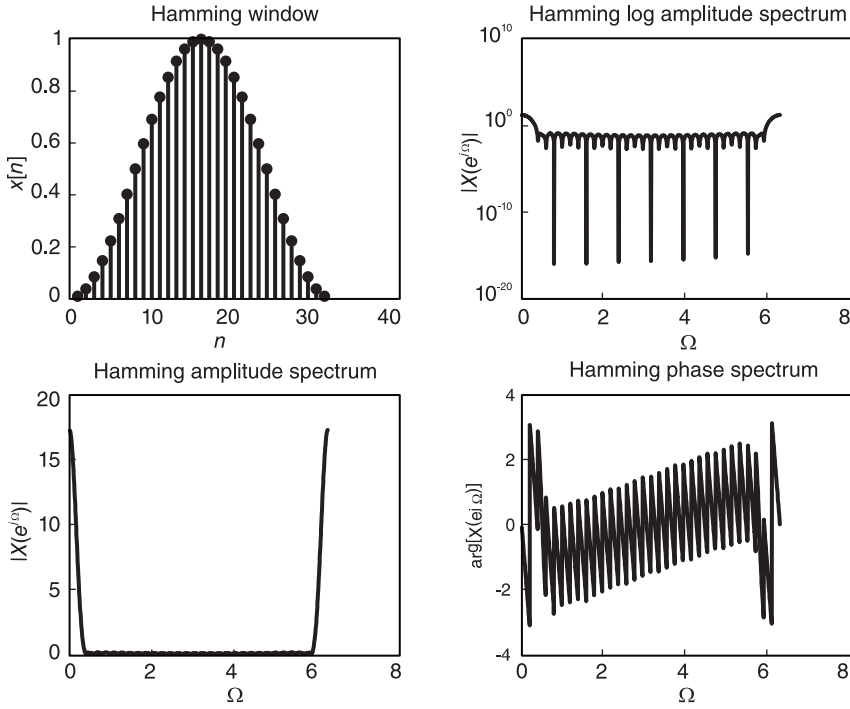 Hamming window
1
0.8
0.6
0.4
0.2
0
x[n]
0 10 20 30 40
n
Hamming log amplitude spectrum
10^10
10^0
10^-10
10^-20
|X(e^jΩ)|
0 2 4 6 8
Ω
Hamming amplitude spectrum
20
15
10
5
0
|X(e^jΩ)|
0 2 4 6 8
Ω
Hamming phase spectrum
4
2
0
-2
-4
arg[X(ej Ω)]
0 2 4 6 8
Ω